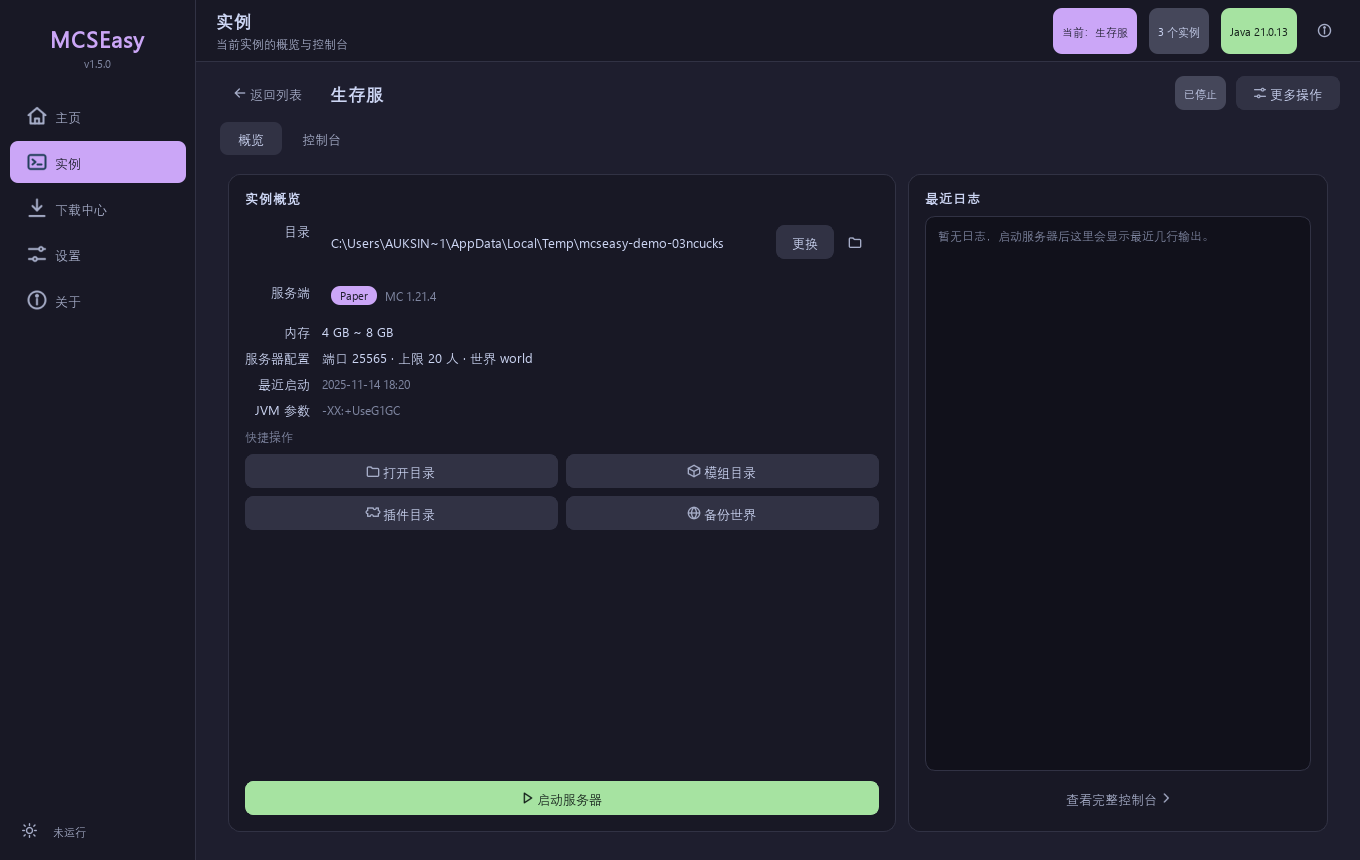 MCSEasy
v1.5.0
主页
实例
下载中心
设置
关于
未运行
实例
当前实例的概览与控制台
当前：生存服
3 个实例
Java 21.0.13
返回列表
生存服
已停止
更多操作
概览
控制台
实例概览
目录
C:\Users\AUKSIN~1\AppData\Local\Temp\mcseasy-demo-03ncucks
更换
服务端
Paper
MC 1.21.4
内存
4 GB ~ 8 GB
服务器配置
端口 25565 · 上限 20 人 · 世界 world
最近启动
2025-11-14 18:20
JVM 参数
-XX:+UseG1GC
快捷操作
打开目录
模组目录
插件目录
备份世界
启动服务器
最近日志
暂无日志。启动服务器后这里会显示最近几行输出。
查看完整控制台